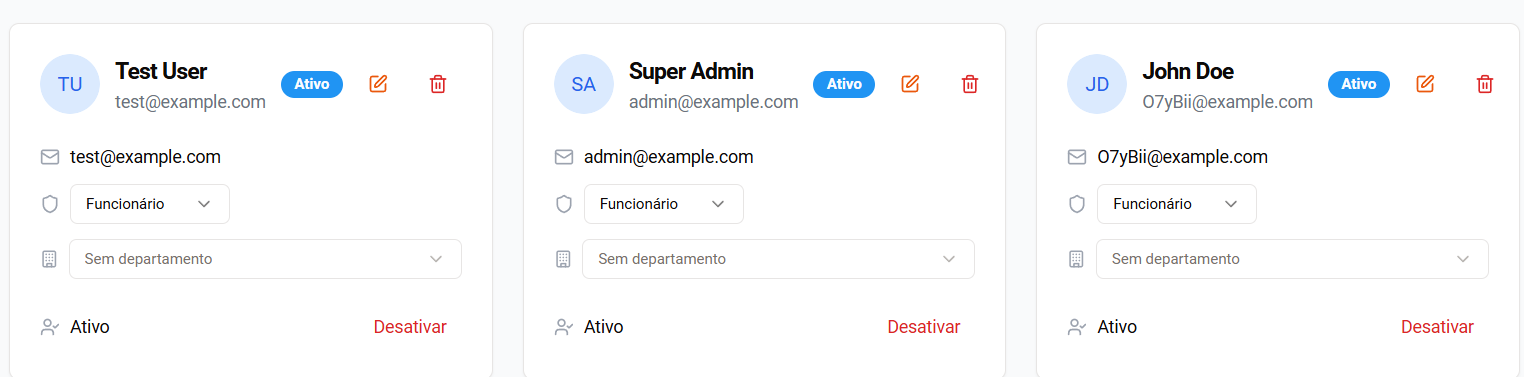 TU
Test User
test@example.com
Ativo
test@example.com
Funcionário
Sem departamento
Ativo
Desativar
SA
Super Admin
admin@example.com
Ativo
admin@example.com
Funcionário
Sem departamento
Ativo
Desativar
JD
John Doe
O7yBii@example.com
Ativo
O7yBii@example.com
Funcionário
Sem departamento
Ativo
Desativar